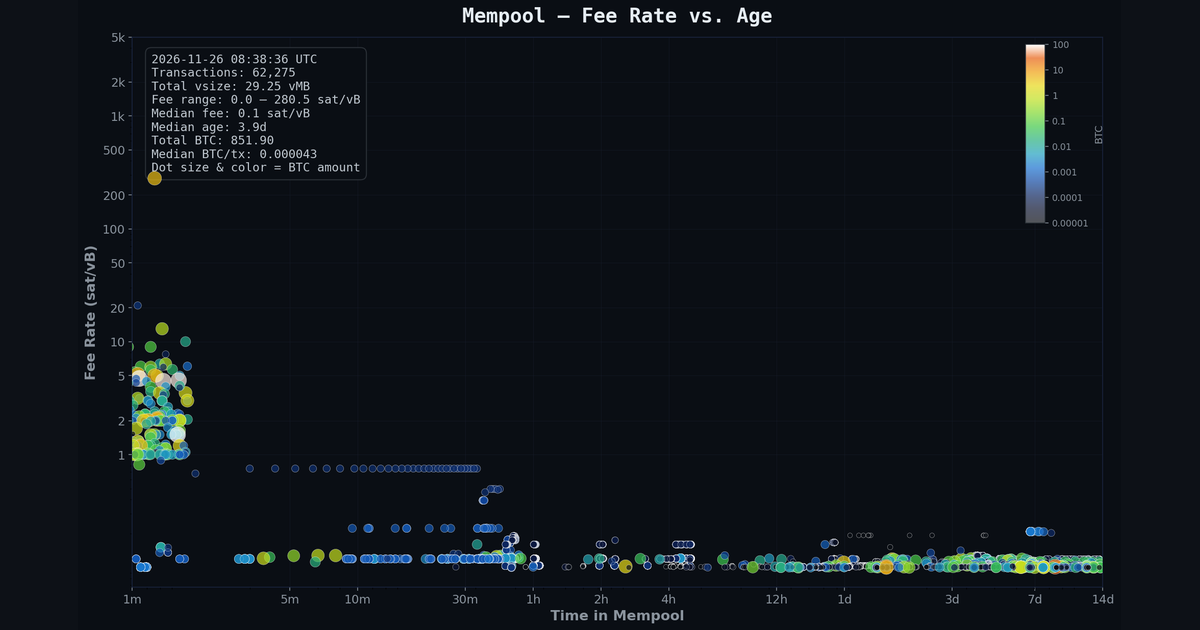 Mempool — Fee Rate vs. Age
2026-11-26 08:38:36 UTC
Transactions: 62,275
Total vsize: 29.25 vMB
Fee range: 0.0 — 280.5 sat/vB
Median fee: 0.1 sat/vB
Median age: 3.9d
Total BTC: 851.90
Median BTC/tx: 0.000043
Dot size & color = BTC amount
5k
2k
1k
500
200
100
50
20
10
5
2
1
Fee Rate (sat/vB)
100
10
1
0.1
0.01
0.001
0.0001
0.00001
BTC
1m
5m
10m
30m
1h
2h
4h
12h
1d
3d
7d
14d
Time in Mempool